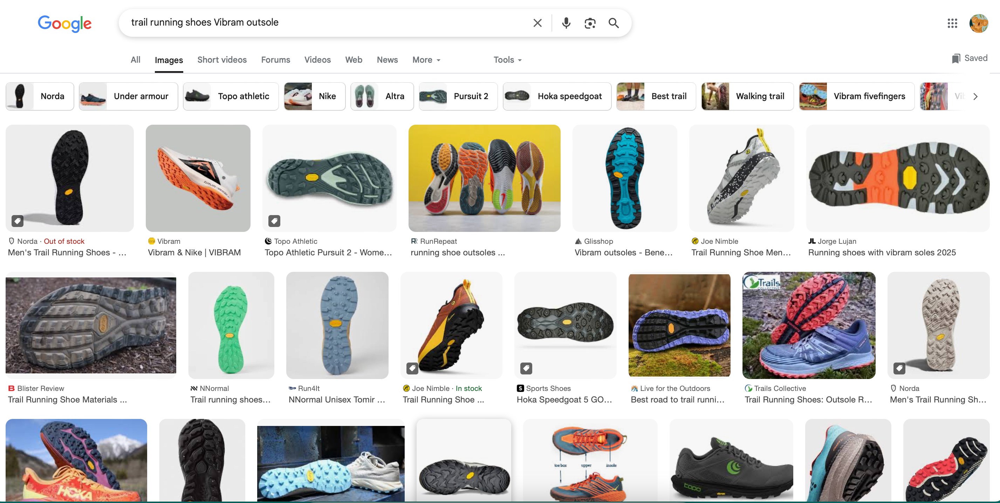 Google
trail running shoes Vibram outsole
All Images Short videos Forums Videos Web News More Tools
Saved
Norda Under armour Topo athletic Nike Altra Pursuit 2 Hoka speedgoat Best trail Walking trail Vibram fivefingers
Norda · Out of stock
Men's Trail Running Shoes - ...
Vibram
Vibram & Nike | VIBRAM
Topo Athletic
Topo Athletic Pursuit 2 - Wome...
RunRepeat
running shoe outsoles ...
Glisshop
Vibram outsoles - Bene...
Joe Nimble
Trail Running Shoe Men...
JL Jorge Lujan
Running shoes with vibram soles 2025
Trails
COLLECTIVE
Blister Review
Trail Running Shoe Materials ...
NNormal
Trail running shoes...
Run4It
NNormal Unisex Tomir ...
Joe Nimble · In stock
Trail Running Shoe ...
Sports Shoes
Hoka Speedgoat 5 GO...
Live for the Outdoors
Best road to trail runni...
Trails Collective
Trail Running Shoes: Outsole R...
Norda
Men's Trail Running Sh...
HOKA
toe box upper insole
topo